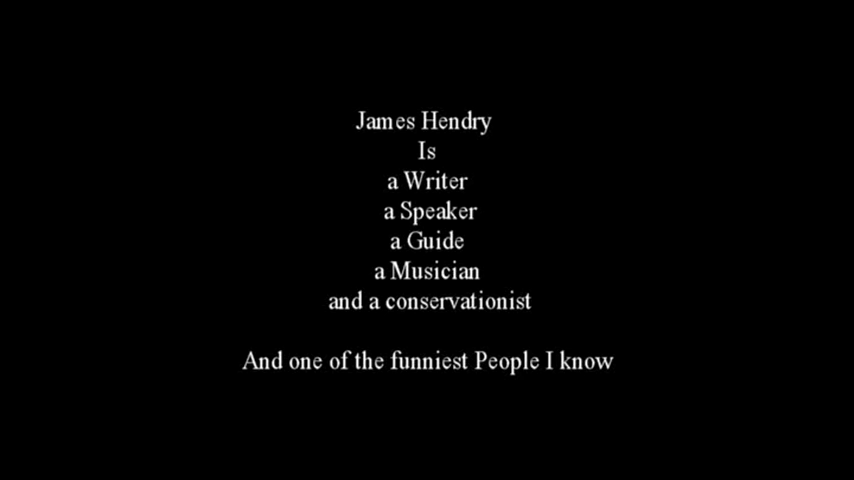 James Hendry
Is
a Writer
a Speaker
a Guide
a Musician
and a conservationist
And one of the funniest People I know